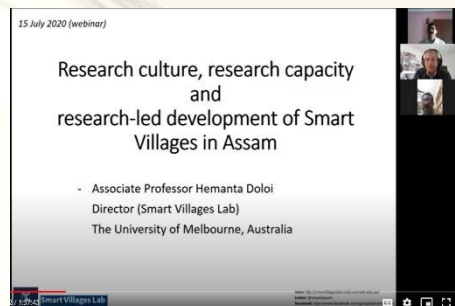 15 July 2020 (webinar)
Research culture, research capacity
and
research-led development of Smart
Villages in Assam
- Associate Professor Hemanta Doloi
Director (Smart Villages Lab)
The University of Melbourne, Australia
Smart Villages Lab